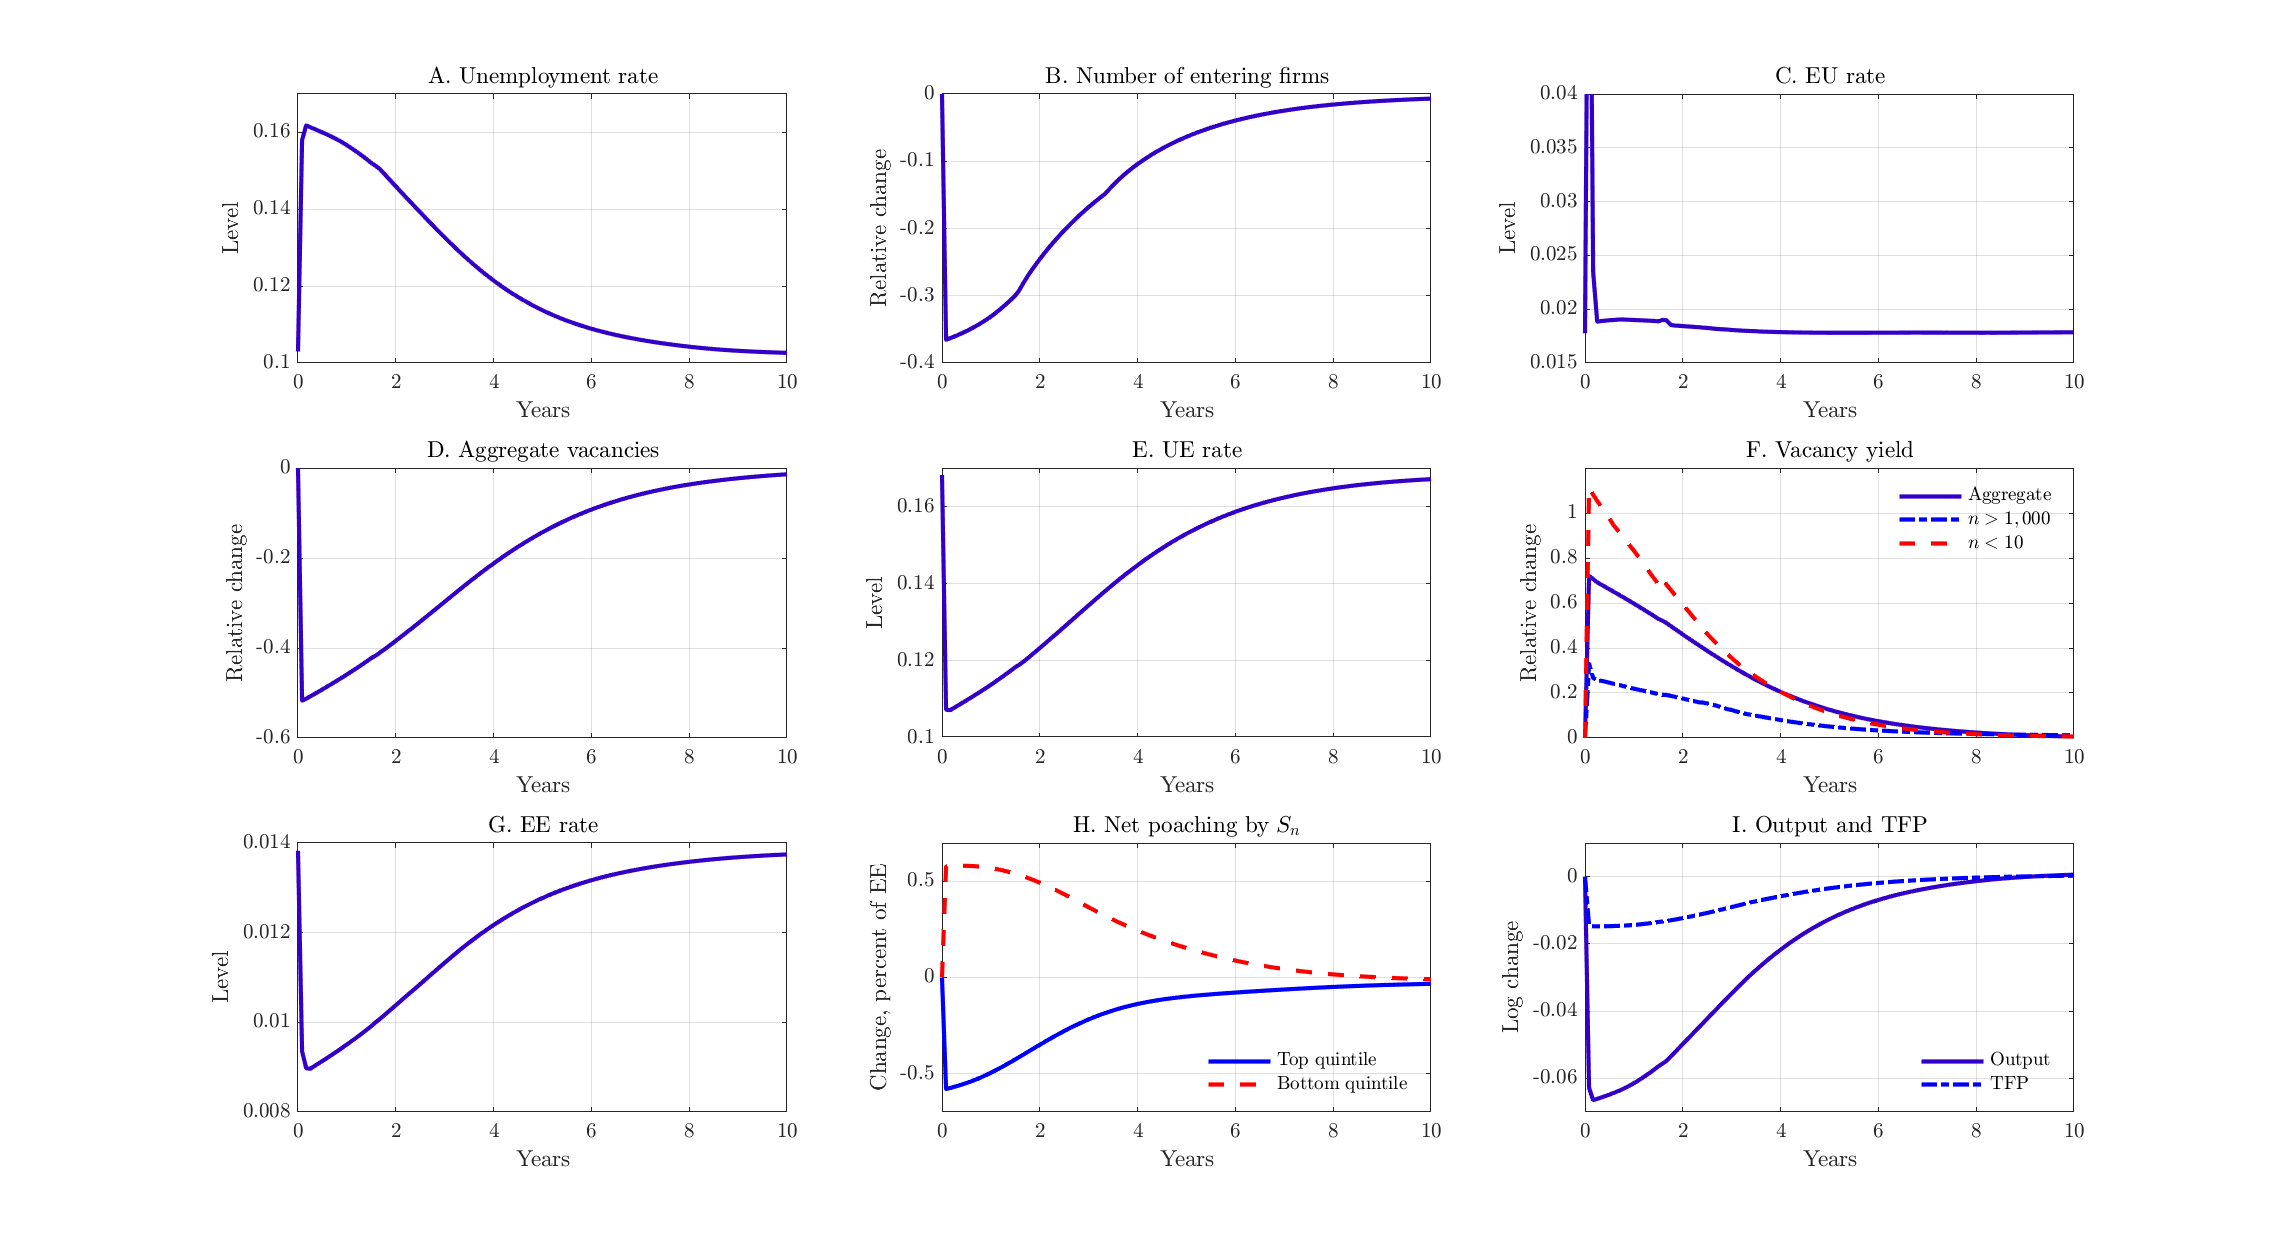 A. Unemployment rate
0.16
0.14
0.12
0.1
Level
0 2 4 6 8 10
Years
B. Number of entering firms
0
-0.1
-0.2
-0.3
-0.4
Relative change
0 2 4 6 8 10
Years
C. EU rate
0.04
0.035
0.03
0.025
0.02
0.015
Level
0 2 4 6 8 10
Years
D. Aggregate vacancies
0
-0.2
-0.4
-0.6
Relative change
0 2 4 6 8 10
Years
E. UE rate
0.16
0.14
0.12
0.1
Level
0 2 4 6 8 10
Years
F. Vacancy yield
1
0.8
0.6
0.4
0.2
0
Relative change
Aggregate
n > 1,000
n < 10
0 2 4 6 8 10
Years
G. EE rate
0.014
0.012
0.01
0.008
Level
0 2 4 6 8 10
Years
H. Net poaching by Sₙ
0.5
0
-0.5
Change, percent of EE
Top quintile
Bottom quintile
0 2 4 6 8 10
Years
I. Output and TFP
0
-0.02
-0.04
-0.06
Log change
Output
TFP
0 2 4 6 8 10
Years